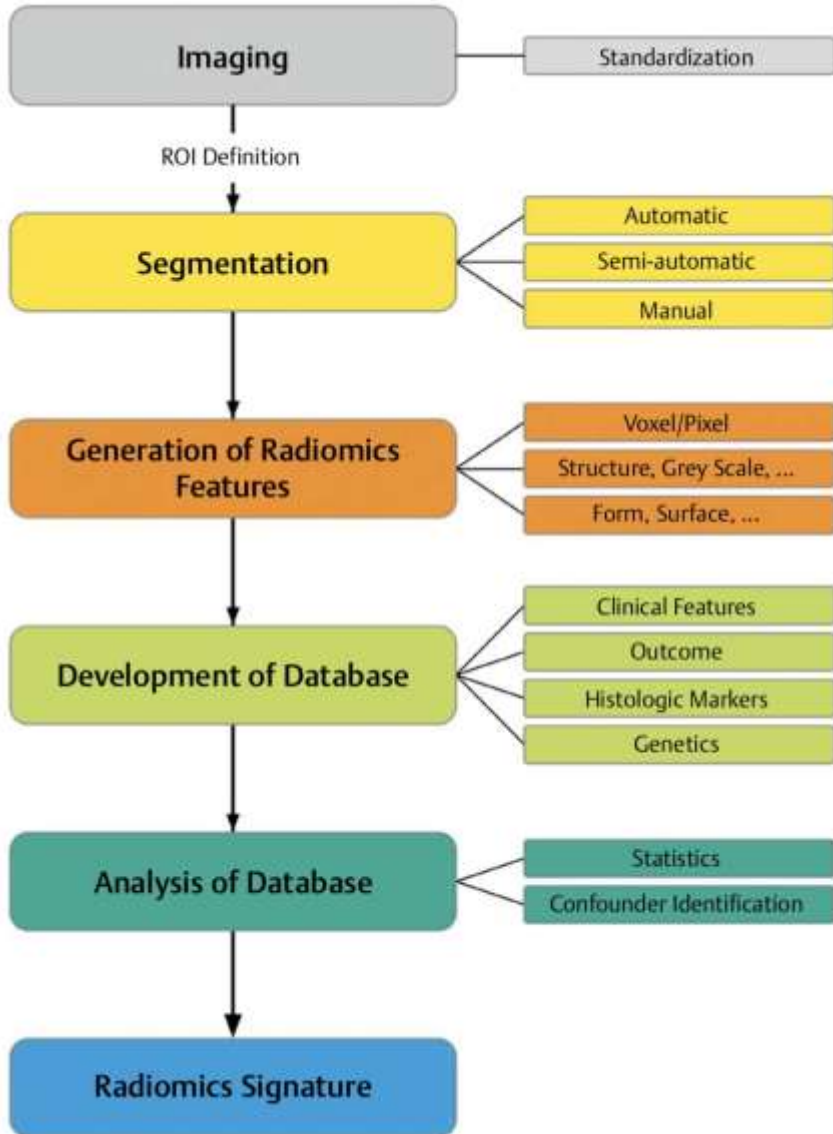 Imaging
Standardization
ROI Definition
Segmentation
Automatic
Semi-automatic
Manual
Generation of Radiomics
Features
Voxel/Pixel
Structure, Grey Scale, ...
Form, Surface, ...
Development of Database
Clinical Features
Outcome
Histologic Markers
Genetics
Analysis of Database
Statistics
Confounder Identification
Radiomics Signature